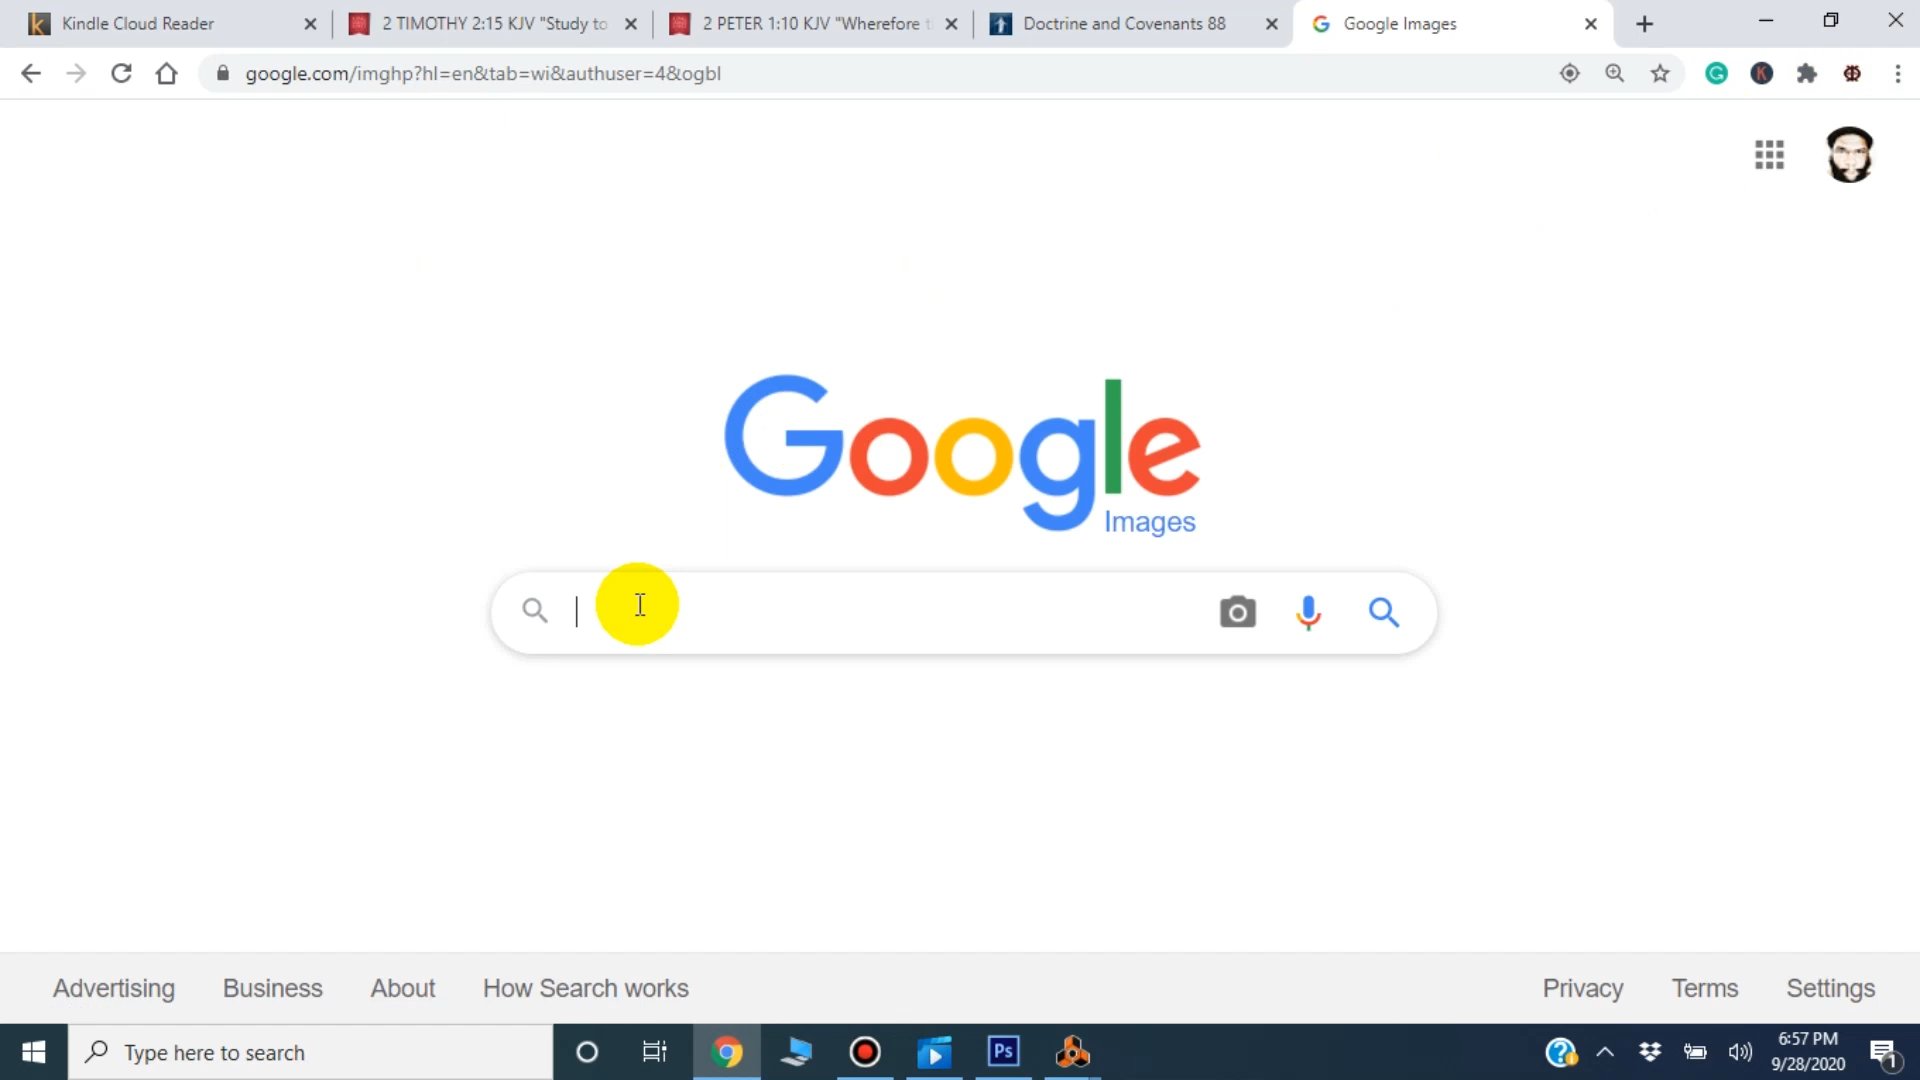 Kindle Cloud Reader
2 TIMOTHY 2:15 KJV "Study to
2 PETER 1:10 KJV "Wherefore t
Doctrine and Covenants 88
Google Images
google.com/imghp?hl=en&tab=wi&authuser=4&ogbl
Google
Images
Advertising
Business
About
How Search works
Privacy
Terms
Settings
Type here to search
Ps
6:57 PM
9/28/2020
1